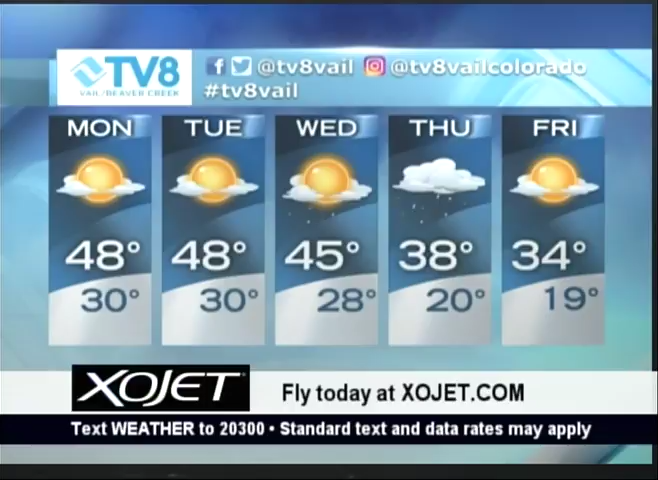 TV8
VAIL/BEAVER CREEK
@tv8vail @tv8vailcolorado
#tv8vail
MON TUE WED THU FRI
48° 48° 45° 38° 34°
30° 30° 28° 20° 19°
XOJET Fly today at XOJET.COM
Text WEATHER to 20300 • Standard text and data rates may apply